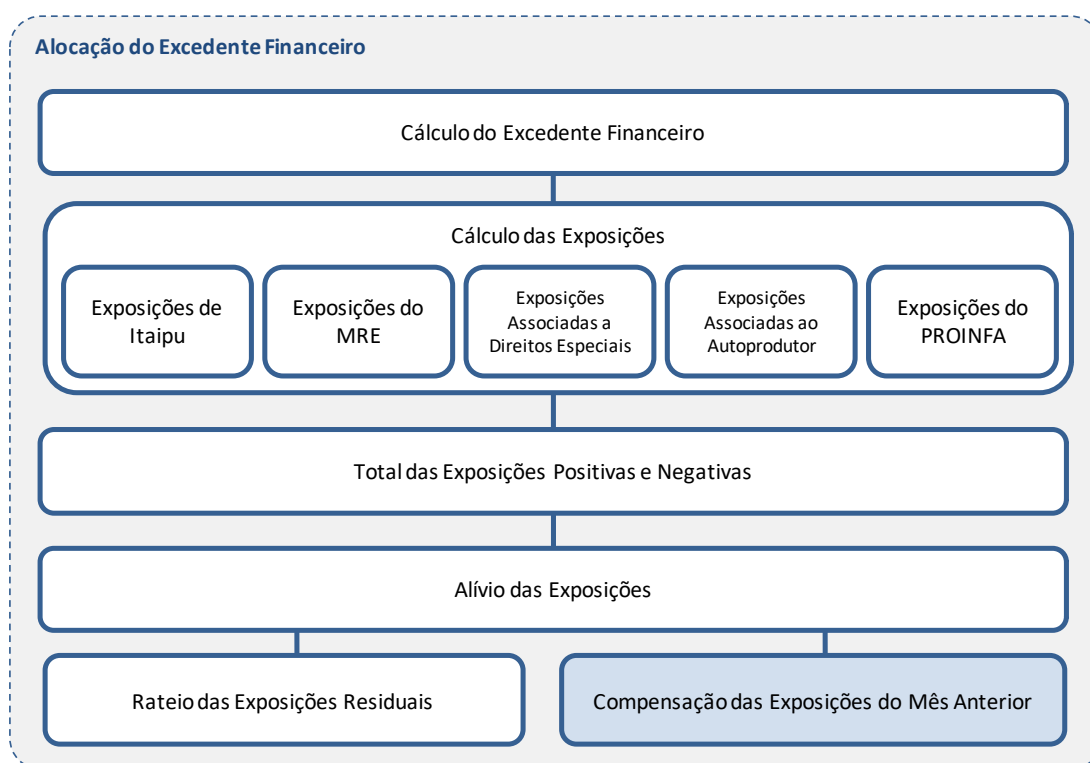 Alocação do Excedente Financeiro
Cálculo do Excedente Financeiro
Cálculo das Exposições
Exposições de
Itaipu
Exposições do
MRE
Exposições
Associadas a
Direitos Especiais
Exposições
Associadas ao
Autoprodutor
Exposições do
PROINFA
Total das Exposições Positivas e Negativas
Alívio das Exposições
Rateio das Exposições Residuais
Compensação das Exposições do Mês Anterior